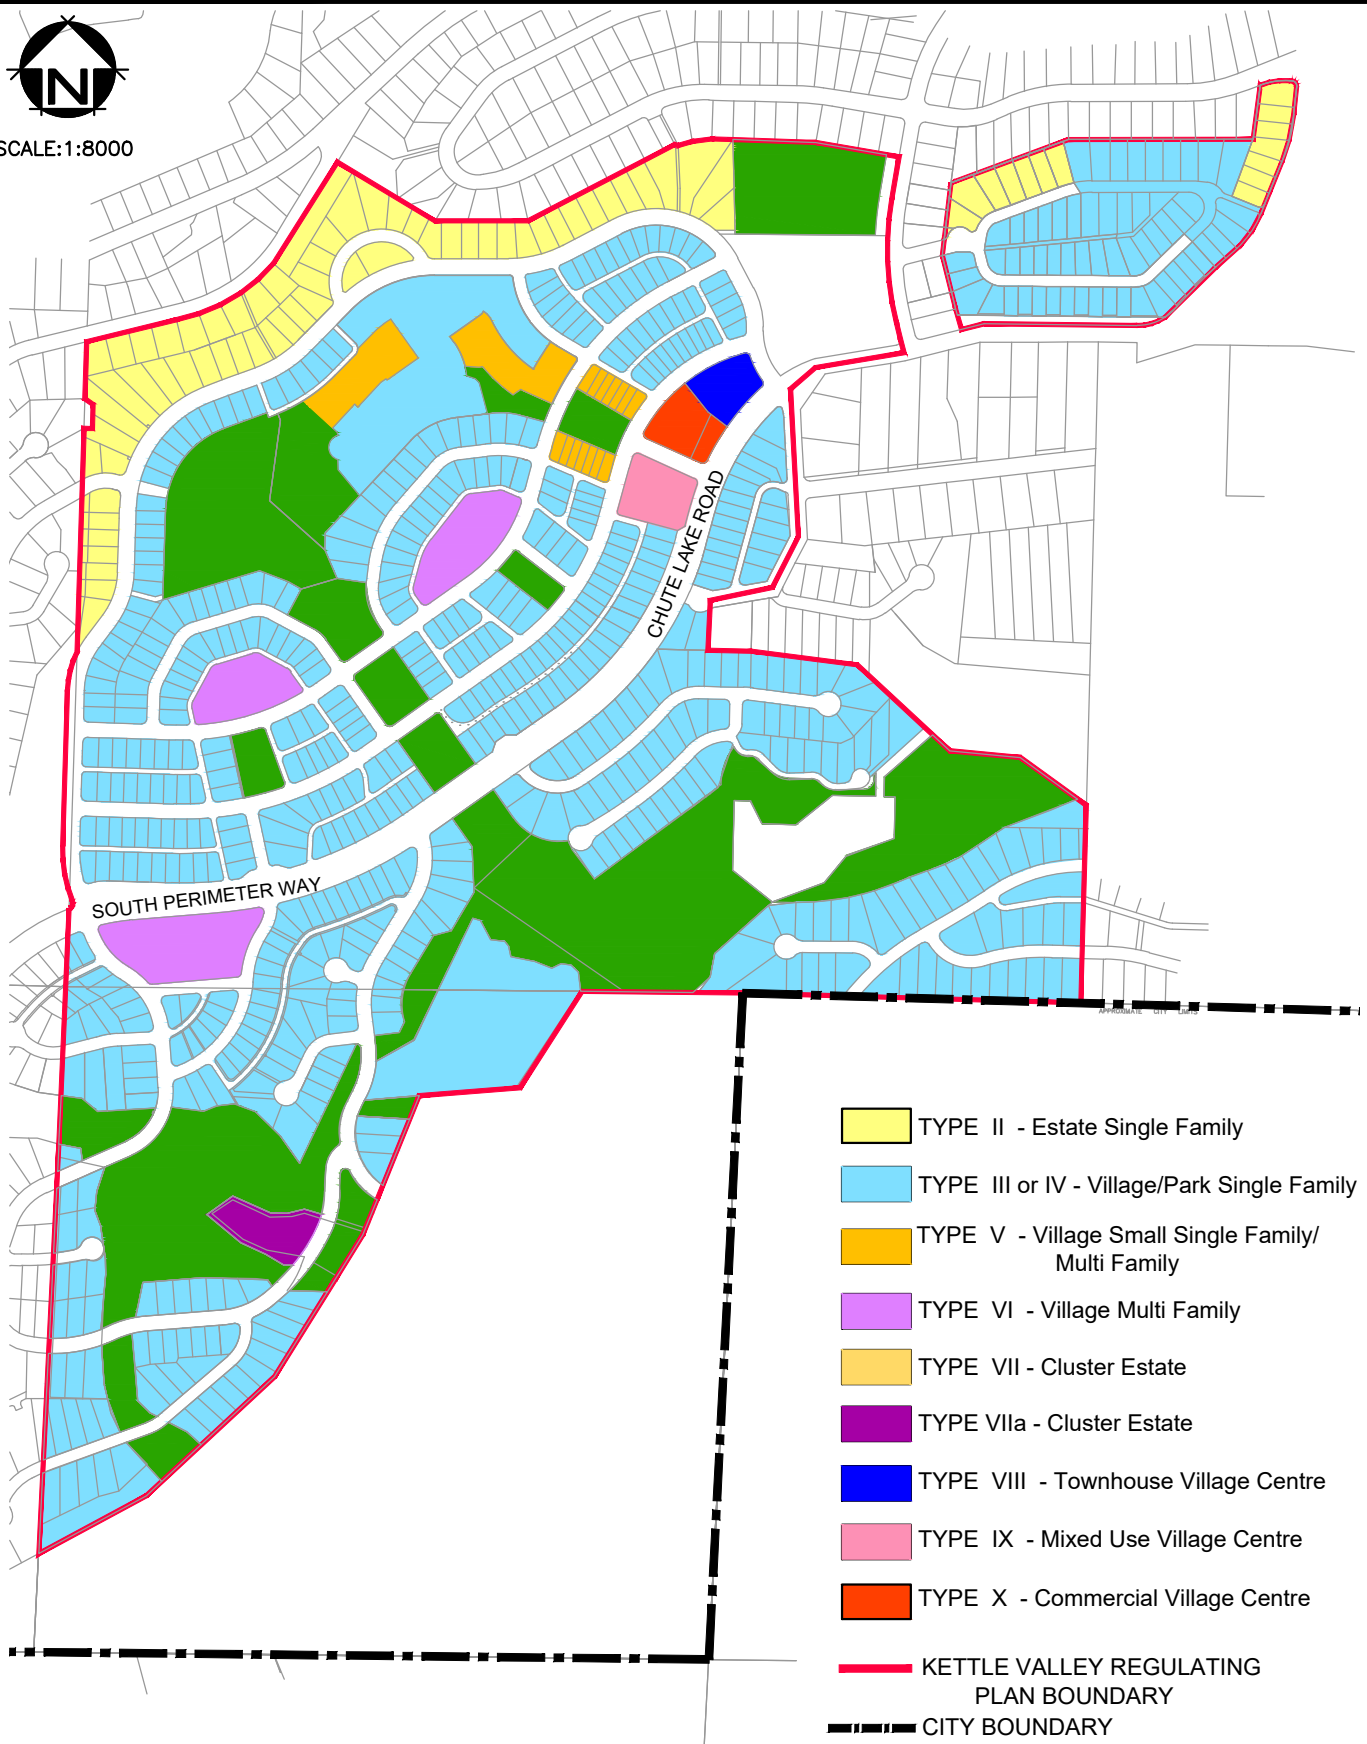 N
SCALE:1:8000
CHUTE LAKE ROAD
SOUTH PERIMETER WAY
APPROXIMATE CITY LIMITS
TYPE II - Estate Single Family
TYPE III or IV - Village/Park Single Family
TYPE V - Village Small Single Family/
Multi Family
TYPE VI - Village Multi Family
TYPE VII - Cluster Estate
TYPE VIIa - Cluster Estate
TYPE VIII - Townhouse Village Centre
TYPE IX - Mixed Use Village Centre
TYPE X - Commercial Village Centre
KETTLE VALLEY REGULATING
PLAN BOUNDARY
CITY BOUNDARY